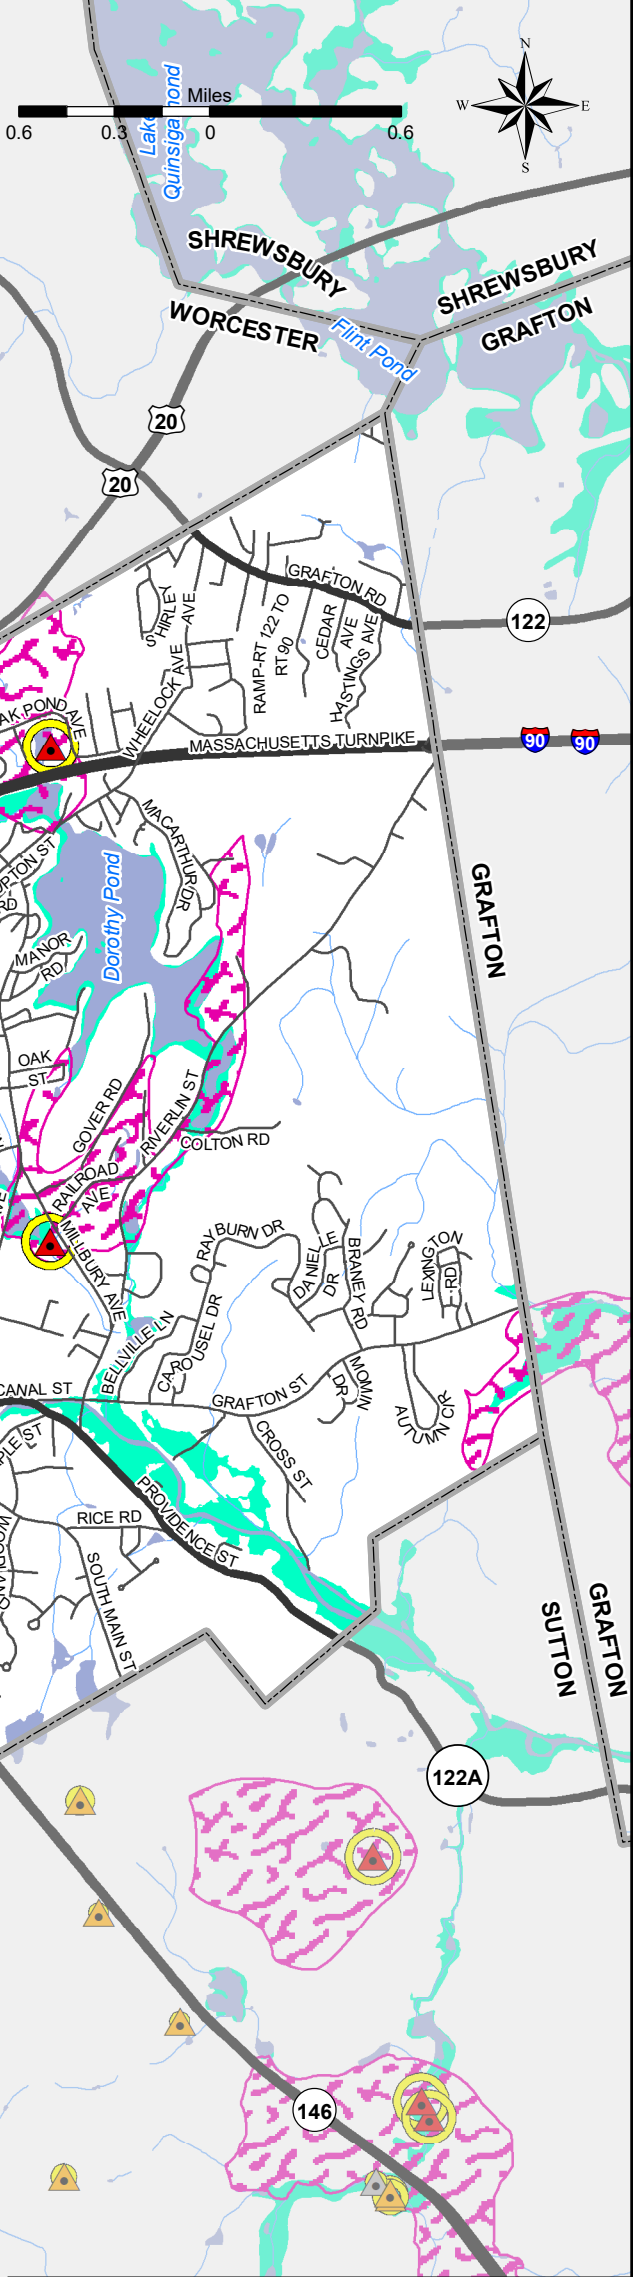 N
W
E
S
Miles
0.6
0.3
0
0.6
Lake
Quinsigamond
SHREWSBURY
SHREWSBURY
WORCESTER
GRAFTON
Flint Pond
20
20
GRAFTON RD
122
SHIRLEY
AVE
WHEELOCK AVE
RAMP-RT 122 TO
RT 90
CEDAR
AVE
HASTINGS AVE
POND AVE
MASSACHUSETTS TURNPIKE
90
90
MACARTHUR DR
RD
Dorothy Pond
MANOR
RD
GRAFTON
OAK
ST
GOVER RD
RIVERLIN ST
COLTON RD
RAILROAD
AVE
MILLBURY AVE
RAYBURN DR
DANIELLE
DR
BRANEY RD
LEXINGTON
RD
BELLVILLE LN
CAROUSEL DR
CANAL ST
GRAFTON ST
MOMIN
DR
AUTUMN CIR
CROSS ST
PROVIDENCE ST
RICE RD
SOUTH MAIN ST
SUTTON
GRAFTON
122A
146